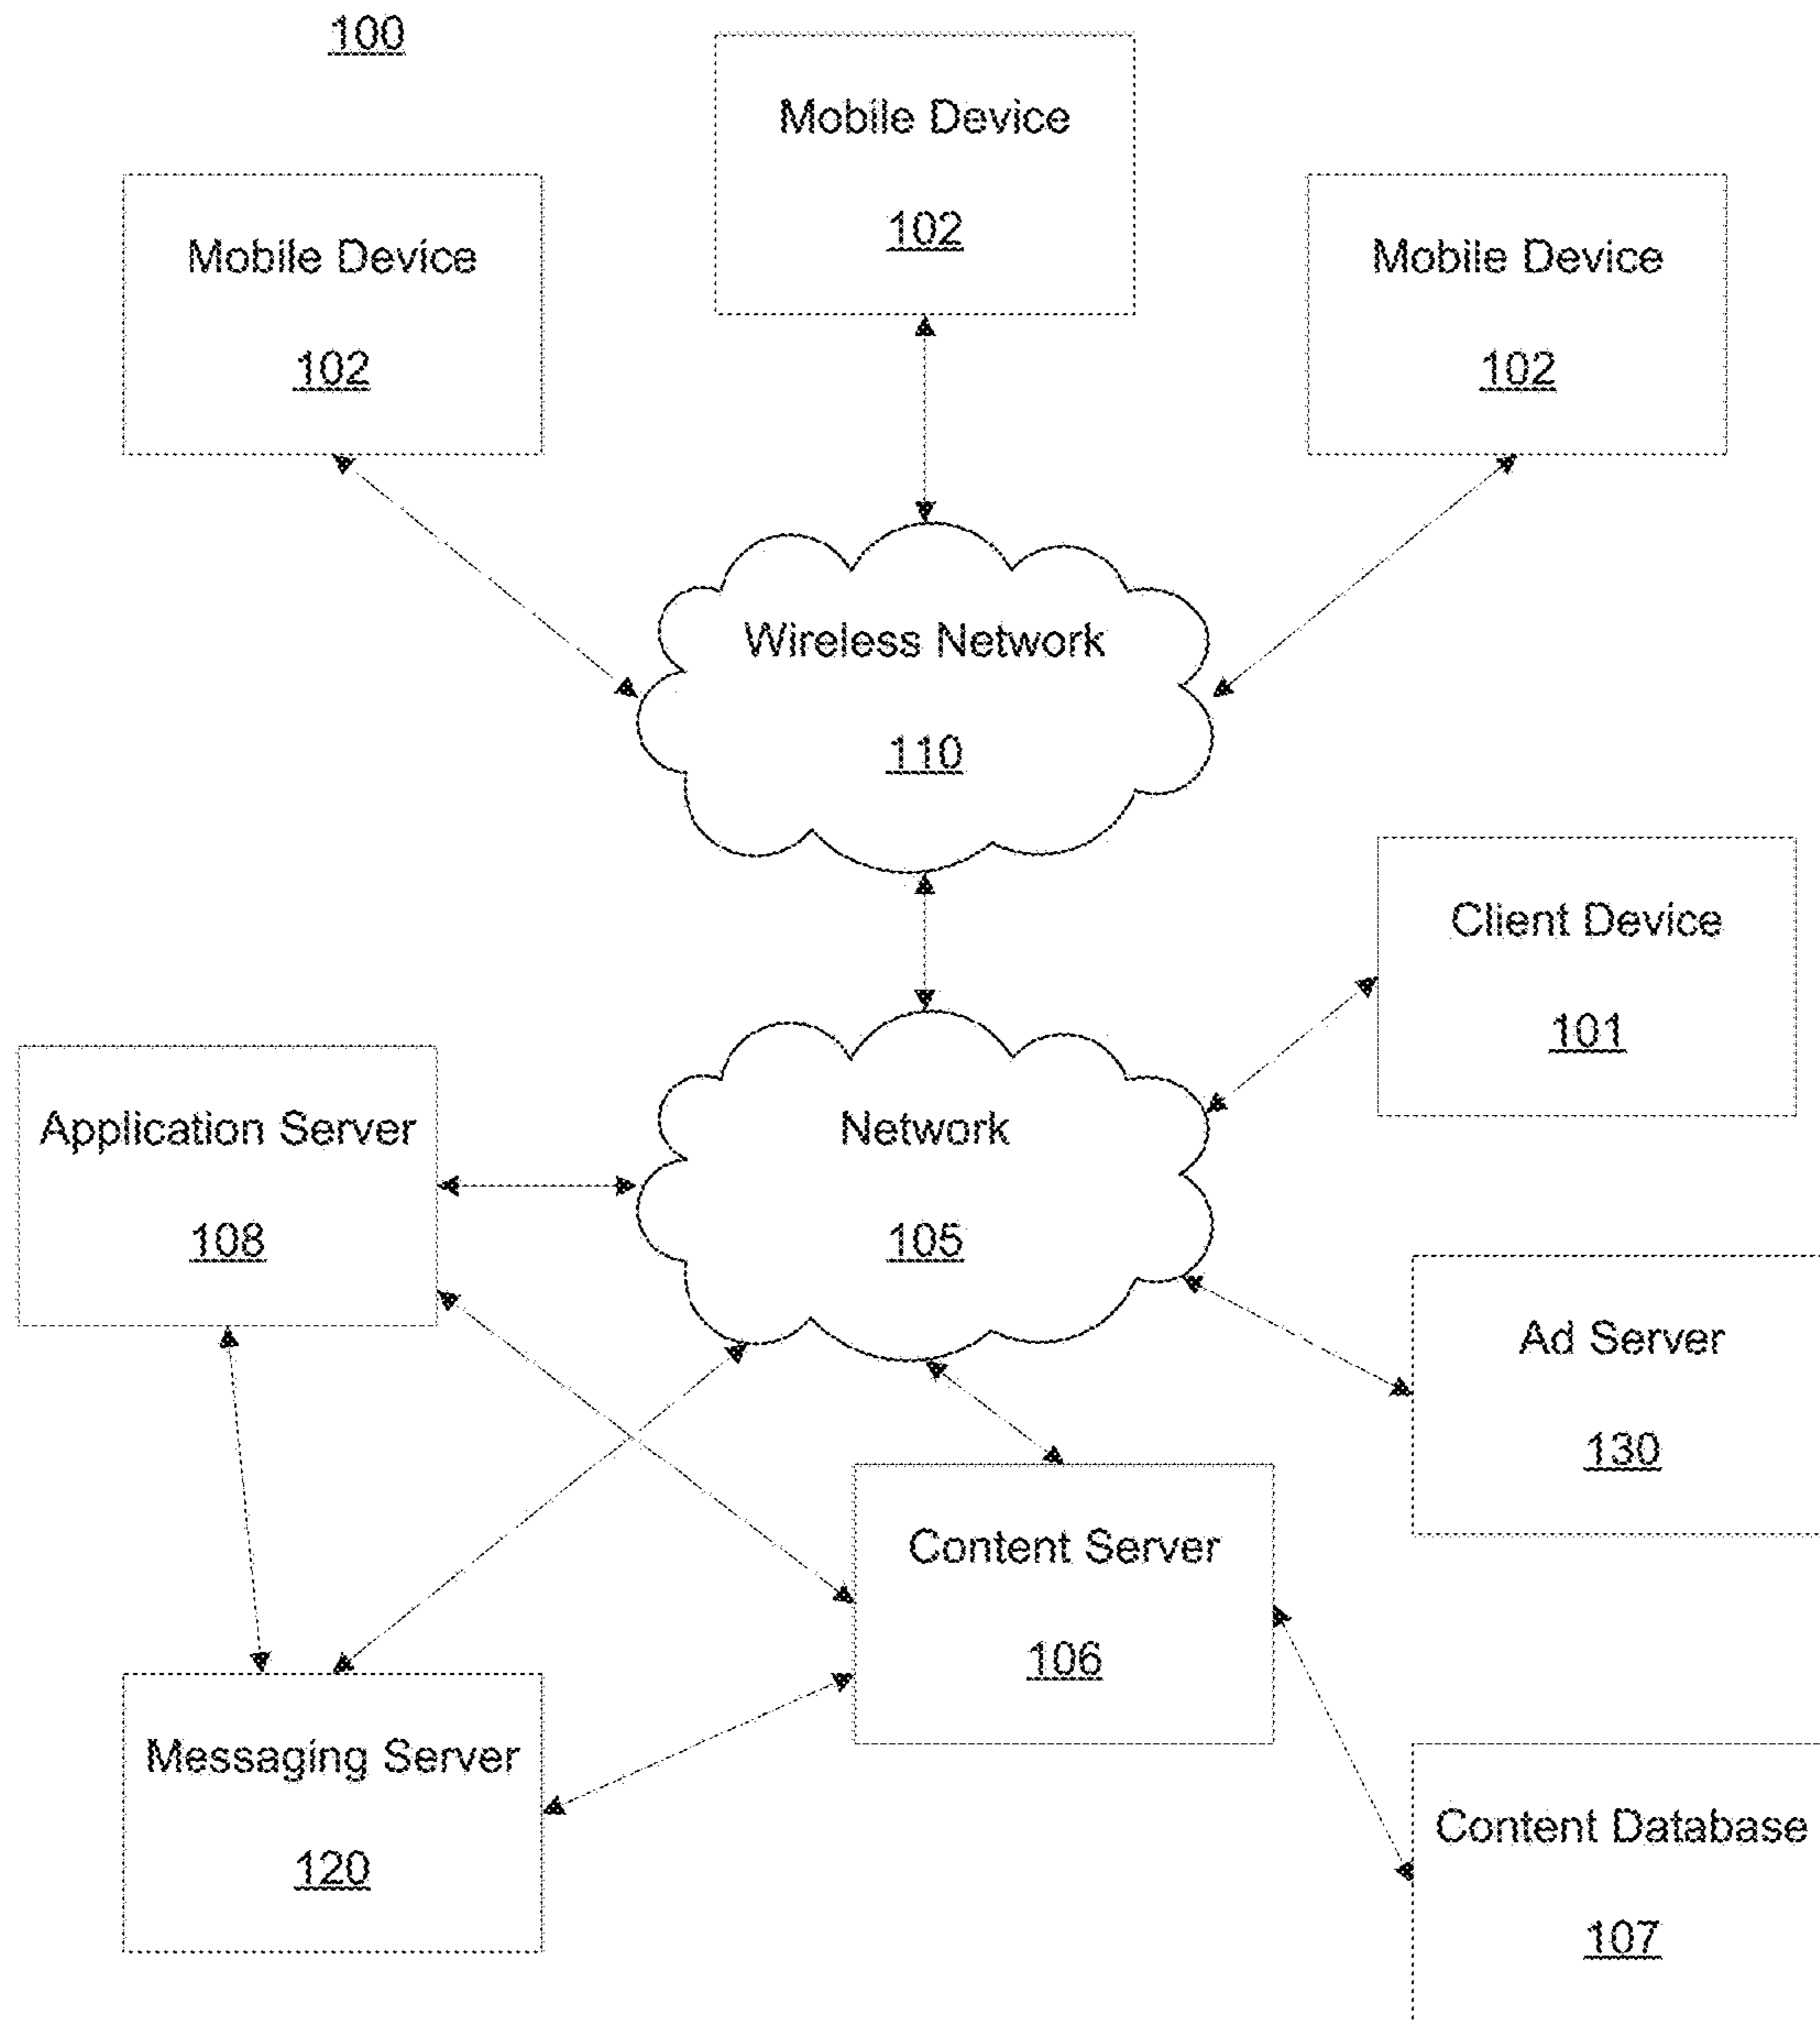 100
Mobile Device
102
Mobile Device
102
Mobile Device
102
Wireless Network
110
Client Device
101
Application Server
108
Network
105
Ad Server
130
Content Server
106
Messaging Server
120
Content Database
107